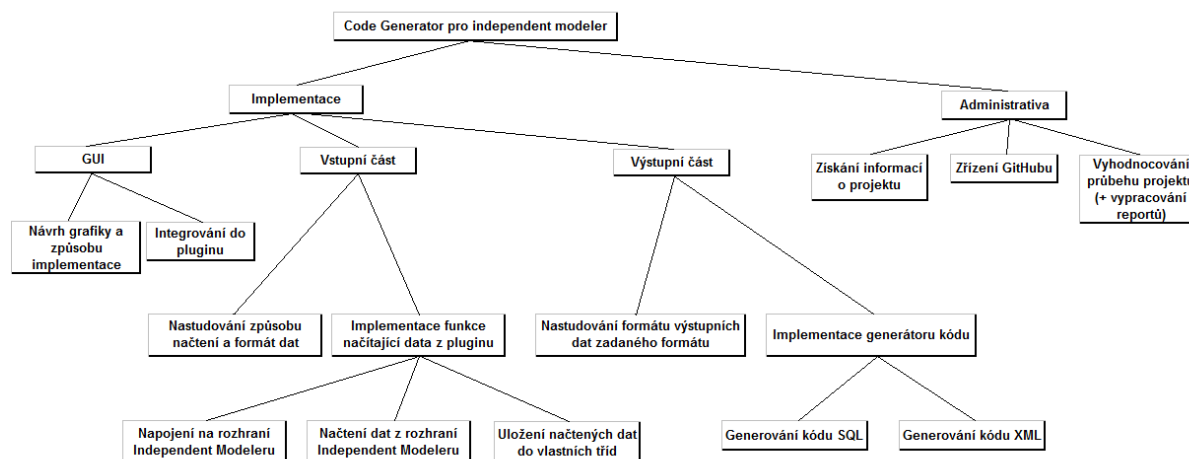 Code Generator pro independent modeler
Implementace
Administrativa
GUI
Vstupní část
Výstupní část
Získání informací
o projektu
Zřízení GitHubu
Vyhodnocování
průbehu projektu
(+ vypracování
reportů)
Návrh grafiky a
způsobu
implementace
Integrování do
pluginu
Nastudování způsobu
načtení a formát dat
Implementace funkce
načítající data z pluginu
Nastudování formátu výstupních
dat zadaného formátu
Implementace generátoru kódu
Napojení na rozhraní
Independent Modeleru
Načtení dat z rozhraní
Independent Modeleru
Uložení načtených dat
do vlastních tříd
Generování kódu SQL
Generování kódu XML